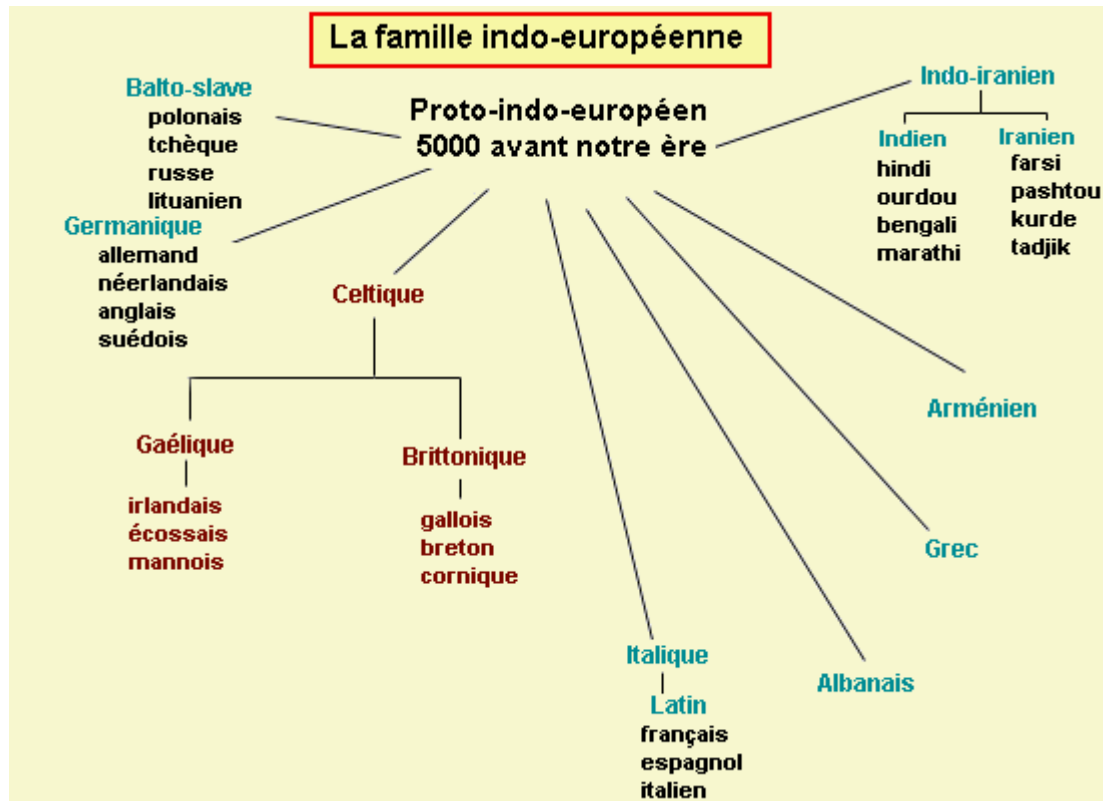 La famille indo-européenne
Proto-indo-européen
5000 avant notre ère
Balto-slave
polonais
tchèque
russe
lituanien
Germanique
allemand
néerlandais
anglais
suédois
Celtique
Gaélique
irlandais
écossais
mannois
Brittonique
gallois
breton
cornique
Italique
Latin
français
espagnol
italien
Albanais
Grec
Arménien
Indo-iranien
Indien
hindi
ourdou
bengali
marathi
Iranien
farsi
pashtou
kurde
tadjik